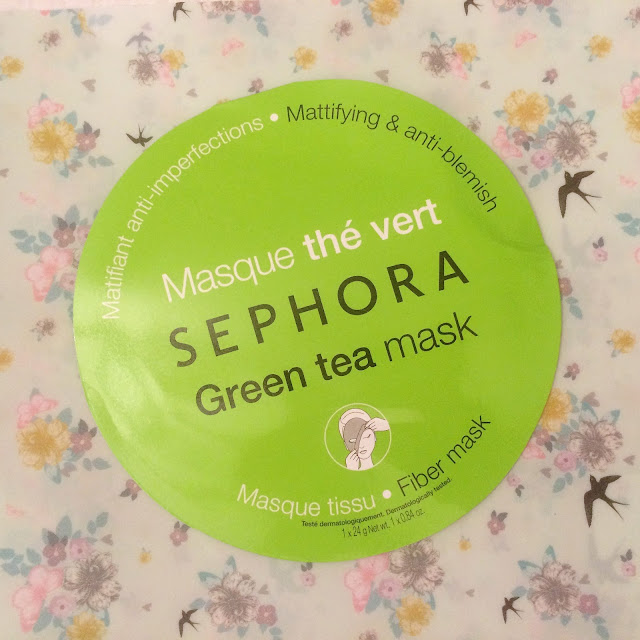 Matifiant anti-imperfections • Mattifying & anti-blemish
Masque thé vert
SEPHORA
Green tea mask
Masque tissu • Fiber mask
Testé dermatologiquement. Dermatologically tested.
1 x 24 g Net wt. 1 x 0.84 oz.